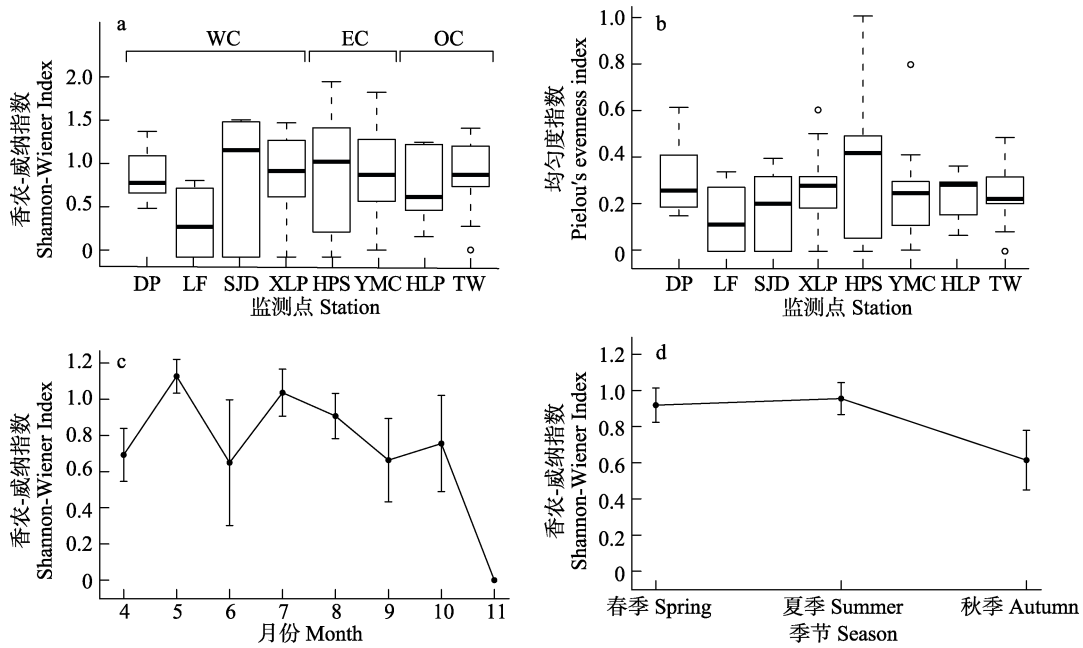 a
WC EC OC
香农-威纳指数
Shannon-Wiener Index
2.0
1.5
1.0
0.5
0
DP LF SJD XLP HPS YMC HLP TW
监测点 Station
b
均匀度指数
Pielou's evenness index
1.0
0.8
0.6
0.4
0.2
0
DP LF SJD XLP HPS YMC HLP TW
监测点 Station
c
香农-威纳指数
Shannon-Wiener Index
1.2
1.0
0.8
0.6
0.4
0.2
0
4 5 6 7 8 9 10 11
月份 Month
d
香农-威纳指数
Shannon-Wiener Index
1.2
1.0
0.8
0.6
0.4
0.2
0
春季 Spring 夏季 Summer 秋季 Autumn
季节 Season